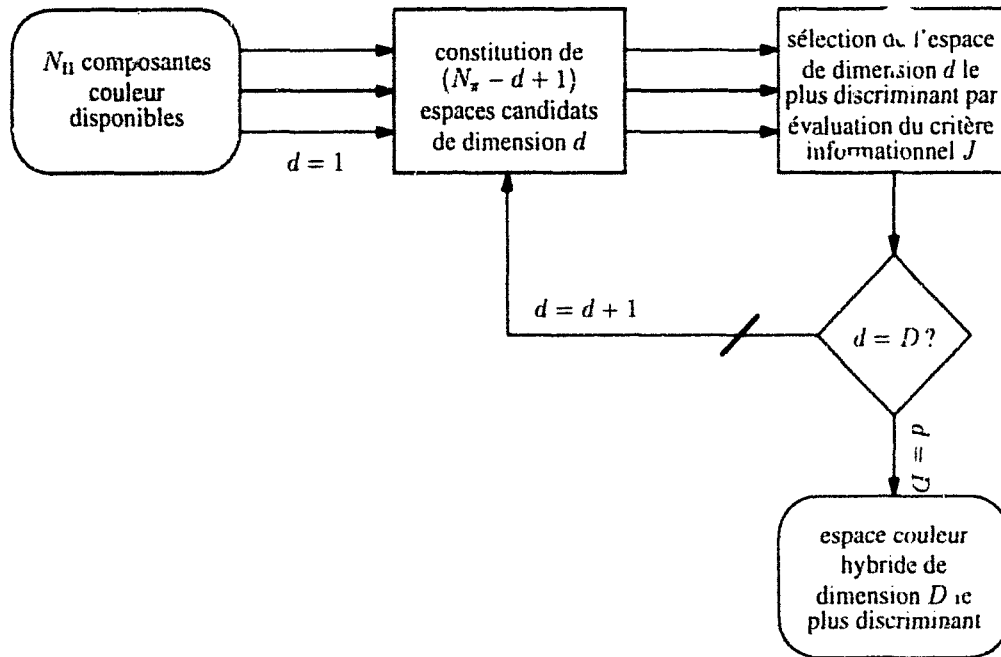 N_Π composantes
couleur
disponibles
d = 1
constitution de
(N_π − d + 1)
espaces candidats
de dimension d
sélection de l'espace
de dimension d le
plus discriminant par
évaluation du critère
informationnel J
d = d + 1
d = D ?
d = D
espace couleur
hybride de
dimension D le
plus discriminant